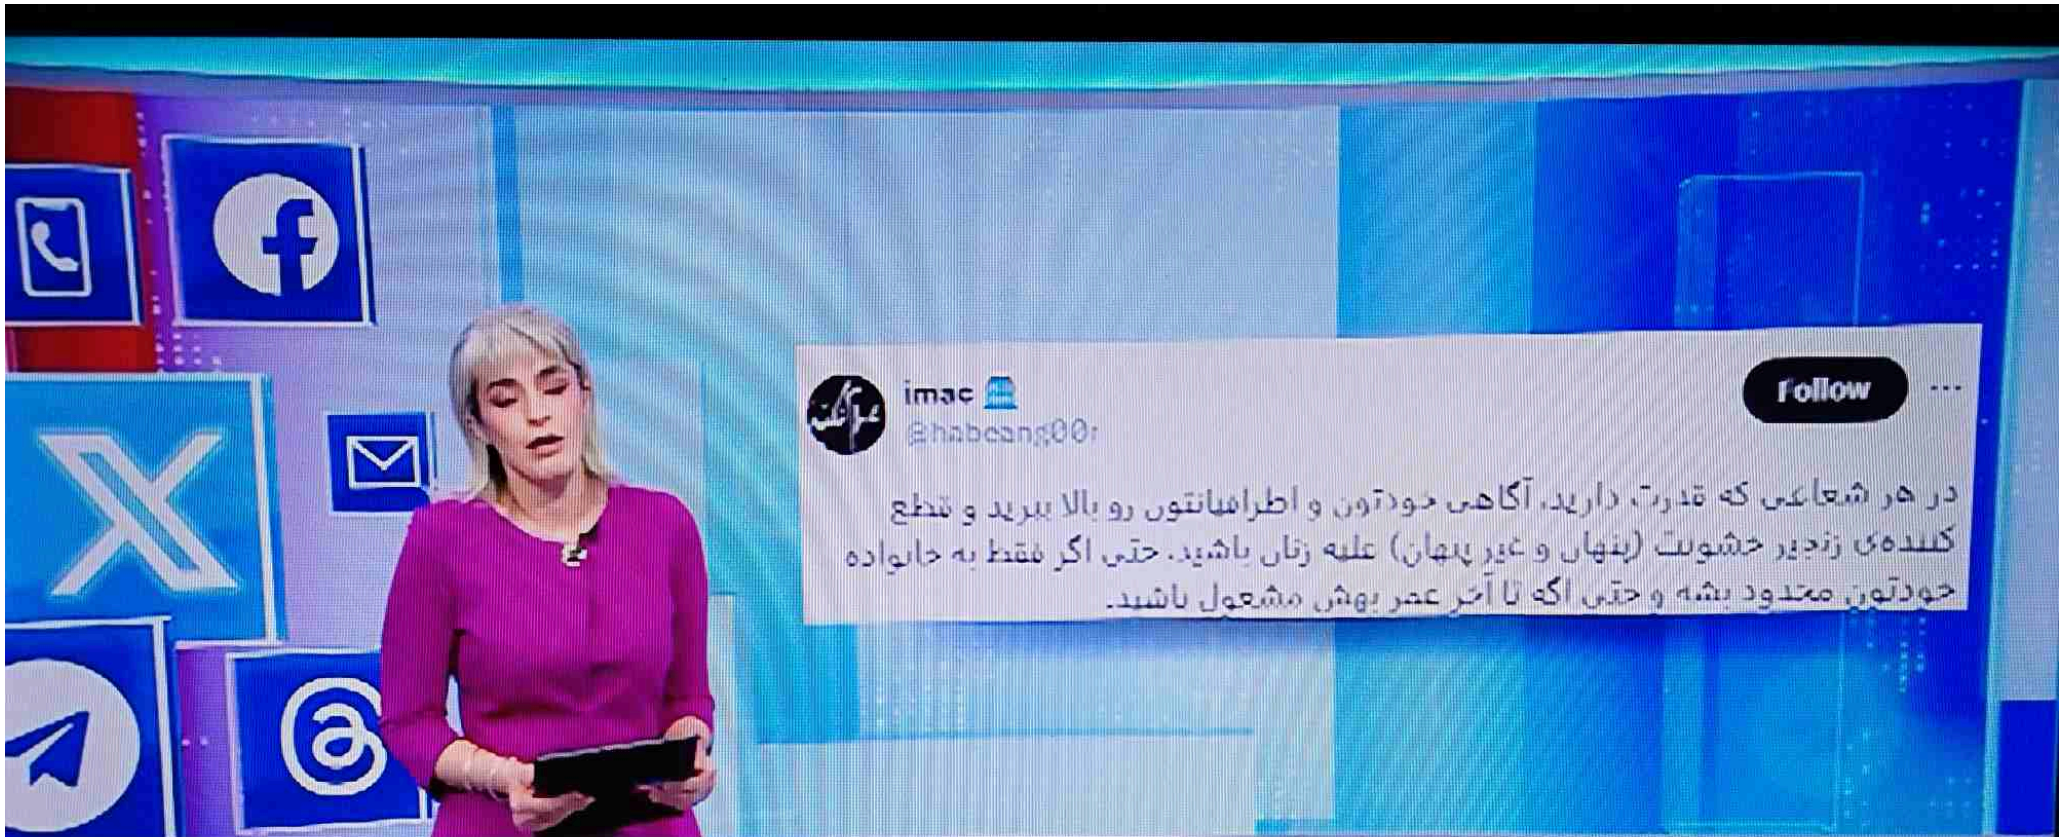 imac
Follow
در هر شعاعی که قدرت دارید، آگاهی خودتون و اطرافیانتون رو بالا ببرید و قطع
کننده‌ی زنجیر خشونت (پنهان و غیر پنهان) علیه زنان باشید. حتی اگر فقط به خانواده
خودتون محدود بشه و حتی اگه تا آخر عمر بهش مشغول باشید.